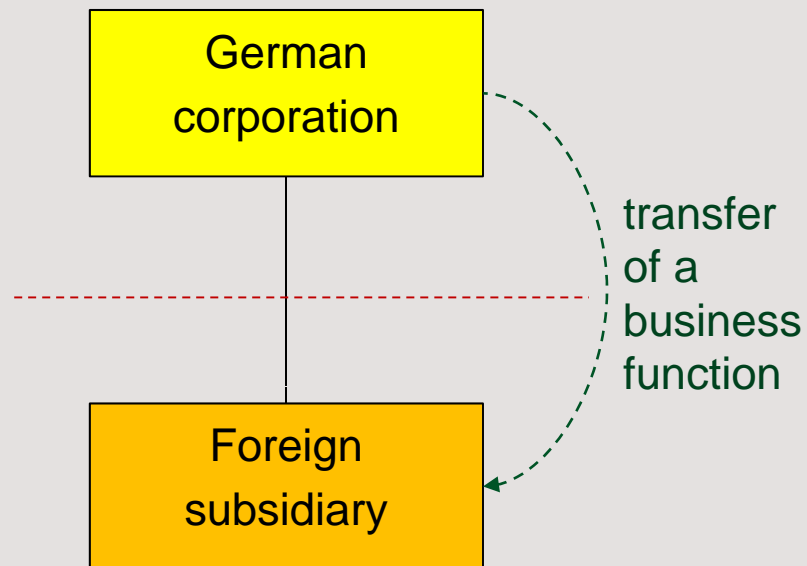 German
corporation
transfer
of a
business
function
Foreign
subsidiary